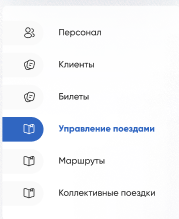 Персонал
Клиенты
Билеты
Управление поездами
Маршруты
Коллективные поездки